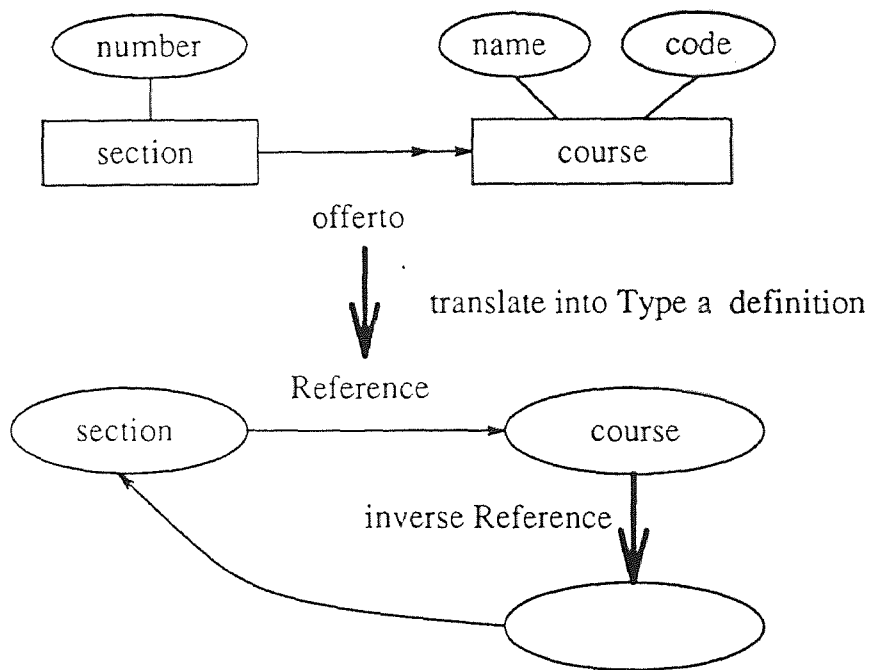 number
name
code
section
course
offerto
translate into Type a definition
Reference
section
course
inverse Reference